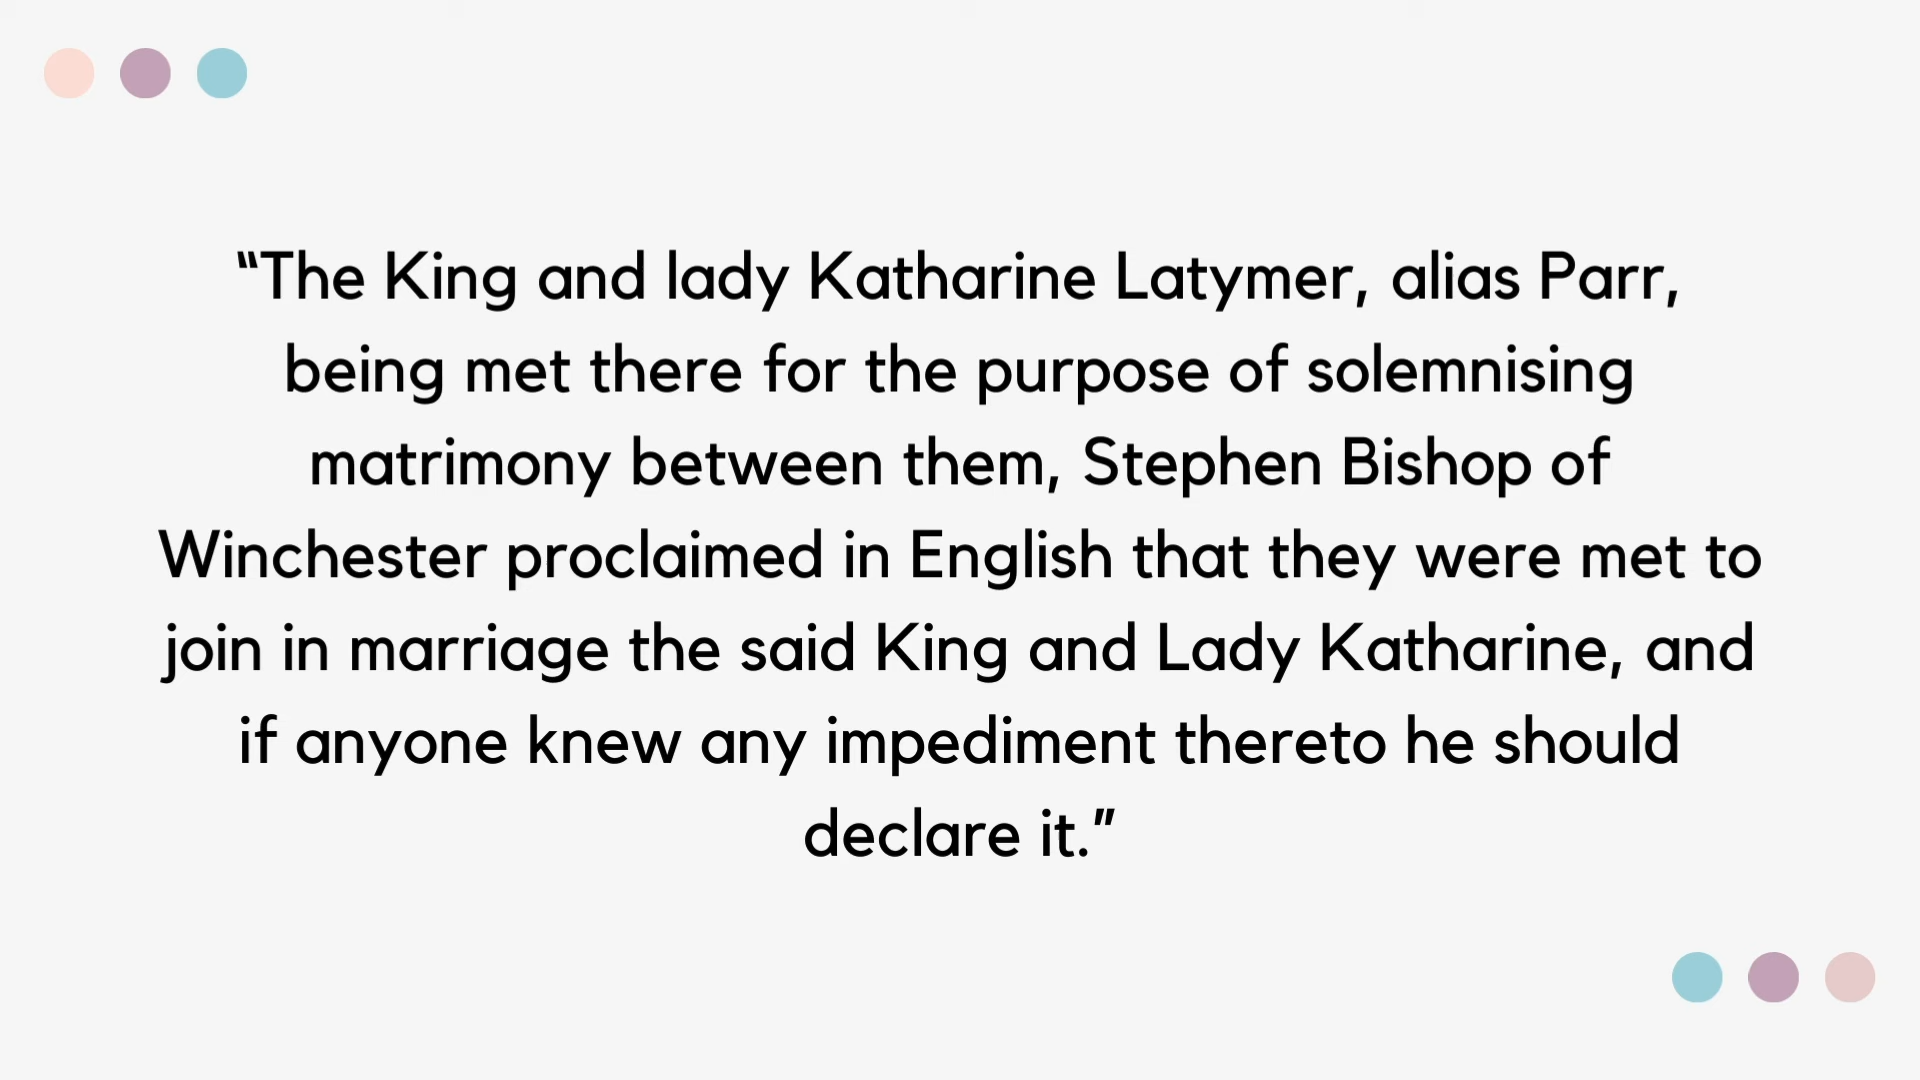 “The King and lady Katharine Latymer, alias Parr,
being met there for the purpose of solemnising
matrimony between them, Stephen Bishop of
Winchester proclaimed in English that they were met to
join in marriage the said King and Lady Katharine, and
if anyone knew any impediment thereto he should
declare it.”